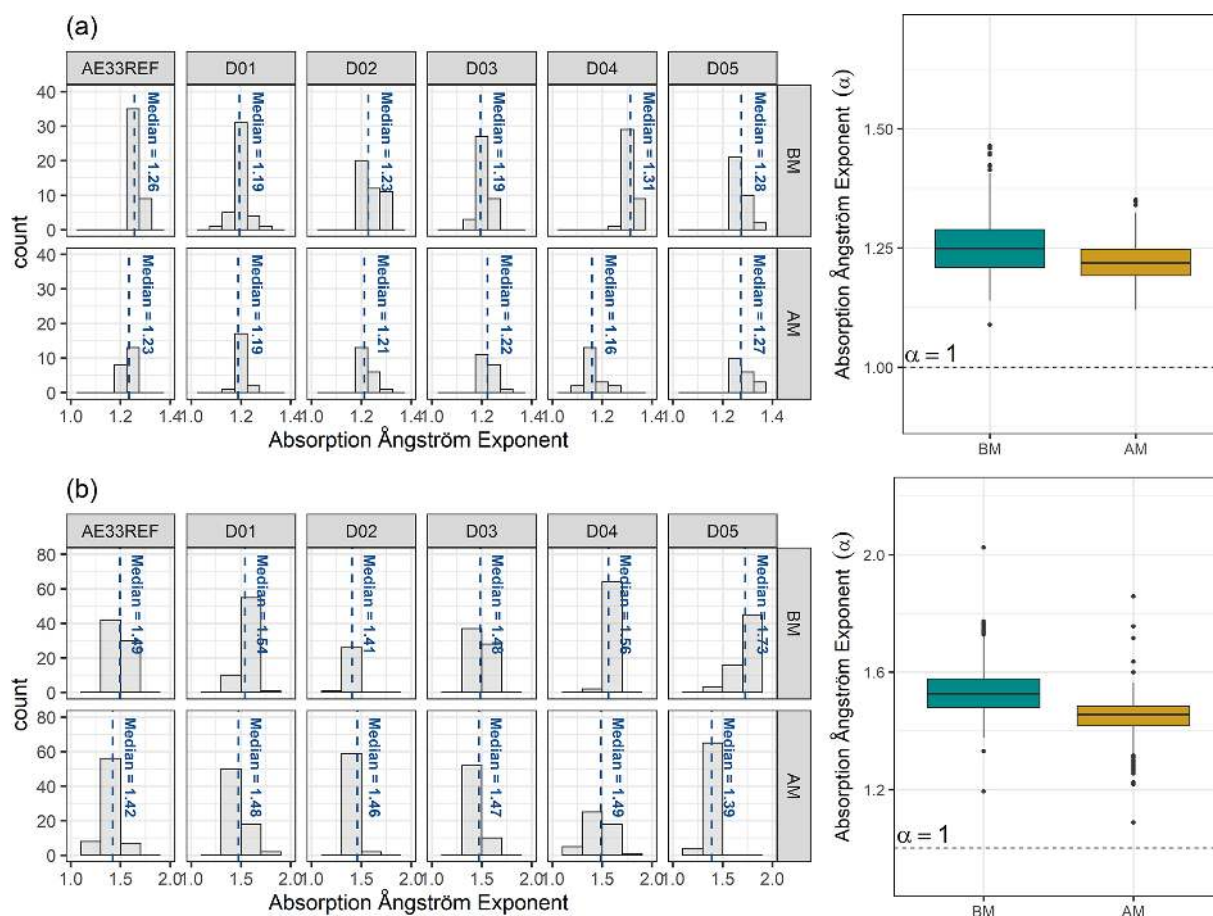 (a)
AE33REF D01 D02 D03 D04 D05
40
30
20
10
0
Median = 1.26
Median = 1.19
Median = 1.23
Median = 1.19
Median = 1.31
Median = 1.28
BM
count
40
30
20
10
0
Median = 1.23
Median = 1.19
Median = 1.21
Median = 1.22
Median = 1.16
Median = 1.27
AM
1.0 1.2 1.4 1.0 1.2 1.4 1.0 1.2 1.4 1.0 1.2 1.4 1.0 1.2 1.4 1.0 1.2 1.4
Absorption Ångström Exponent
Absorption Ångström Exponent (α)
1.50
1.25
1.00
α = 1
BM AM
(b)
AE33REF D01 D02 D03 D04 D05
80
60
40
20
0
Median = 1.49
Median = 1.54
Median = 1.41
Median = 1.48
Median = 1.56
Median = 1.73
BM
count
80
60
40
20
0
Median = 1.42
Median = 1.48
Median = 1.46
Median = 1.47
Median = 1.49
Median = 1.39
AM
1.0 1.5 2.0 1.0 1.5 2.0 1.0 1.5 2.0 1.0 1.5 2.0 1.0 1.5 2.0 1.0 1.5 2.0
Absorption Ångström Exponent
Absorption Ångström Exponent (α)
2.0
1.6
1.2
α = 1
BM AM